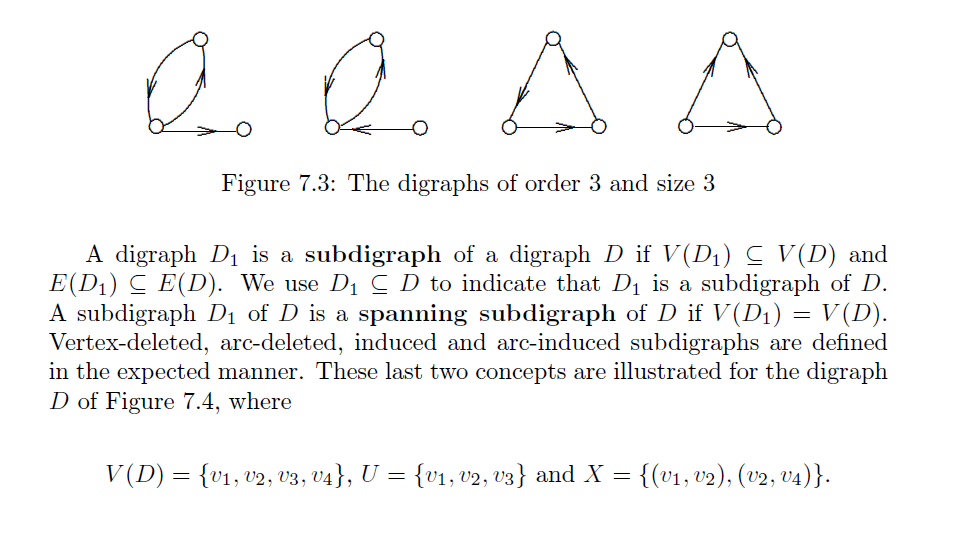 Figure 7.3: The digraphs of order 3 and size 3
A digraph D₁ is a subdigraph of a digraph D if V(D₁) ⊆ V(D) and
E(D₁) ⊆ E(D). We use D₁ ⊆ D to indicate that D₁ is a subdigraph of D.
A subdigraph D₁ of D is a spanning subdigraph of D if V(D₁) = V(D).
Vertex-deleted, arc-deleted, induced and arc-induced subdigraphs are defined
in the expected manner. These last two concepts are illustrated for the digraph
D of Figure 7.4, where
V(D) = {v₁, v₂, v₃, v₄}, U = {v₁, v₂, v₃} and X = {(v₁, v₂), (v₂, v₄)}.